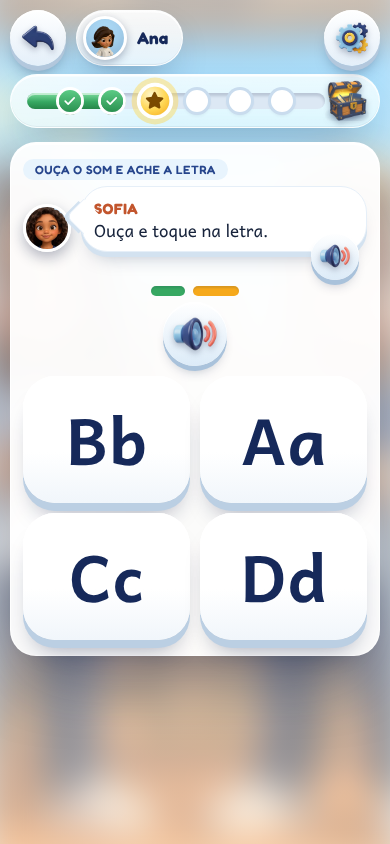 Ana
OUÇA O SOM E ACHE A LETRA
SOFIA
Ouça e toque na letra.
Bb
Aa
Cc
Dd